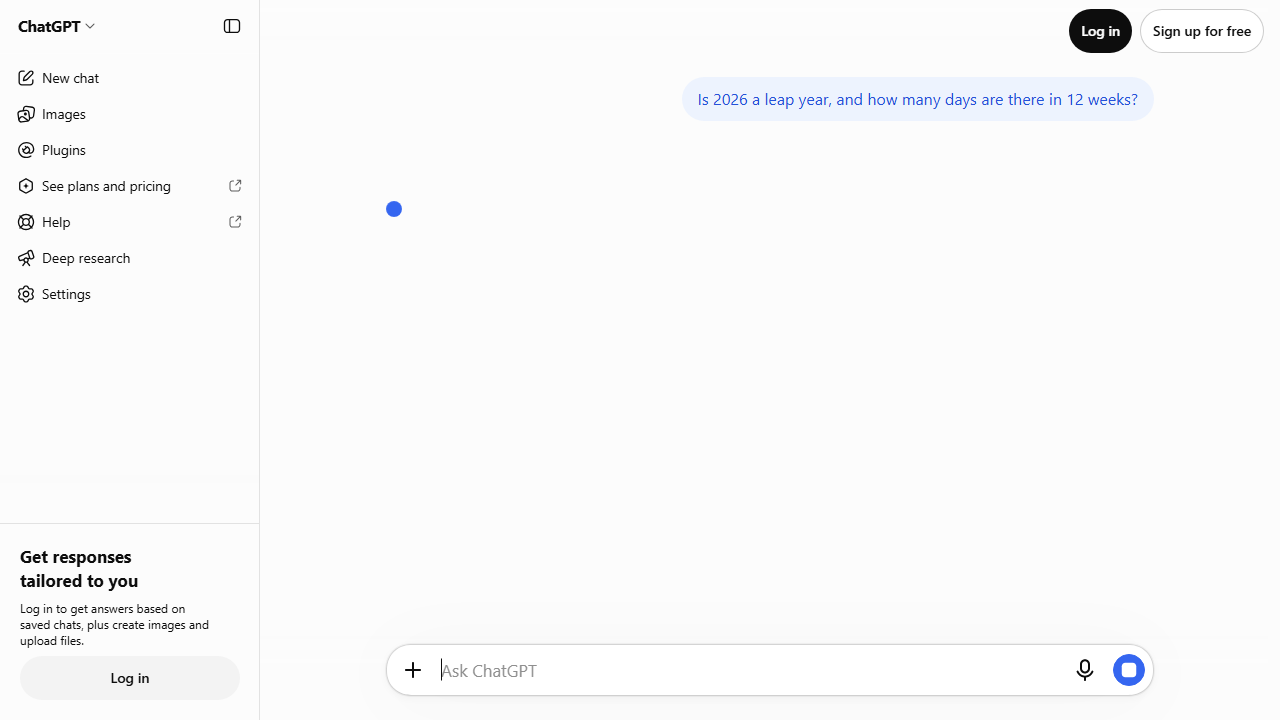 ChatGPT
New chat
Images
Plugins
See plans and pricing
Help
Deep research
Settings
Get responses
tailored to you
Log in to get answers based on
saved chats, plus create images and
upload files.
Log in
Log in
Sign up for free
Is 2026 a leap year, and how many days are there in 12 weeks?
Ask ChatGPT